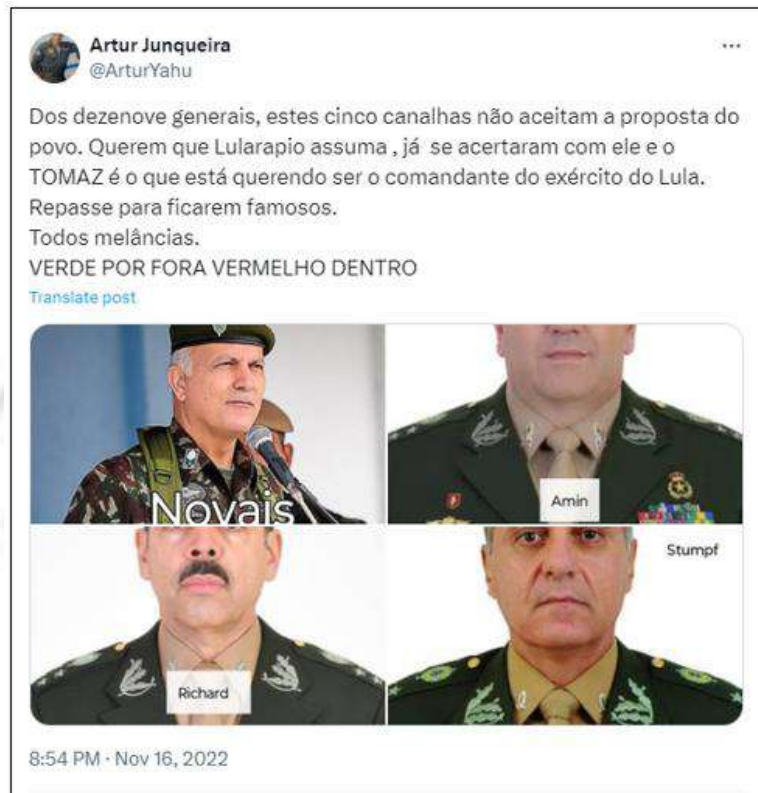 Artur Junqueira
@ArturYahu
Dos dezenove generais, estes cinco canalhas não aceitam a proposta do
povo. Querem que Lularapio assuma , já se acertaram com ele e o
TOMAZ é o que está querendo ser o comandante do exército do Lula.
Repasse para ficarem famosos.
Todos melâncias.
VERDE POR FORA VERMELHO DENTRO
Translate post
Novais
Amin
Richard
Stumpf
8:54 PM · Nov 16, 2022